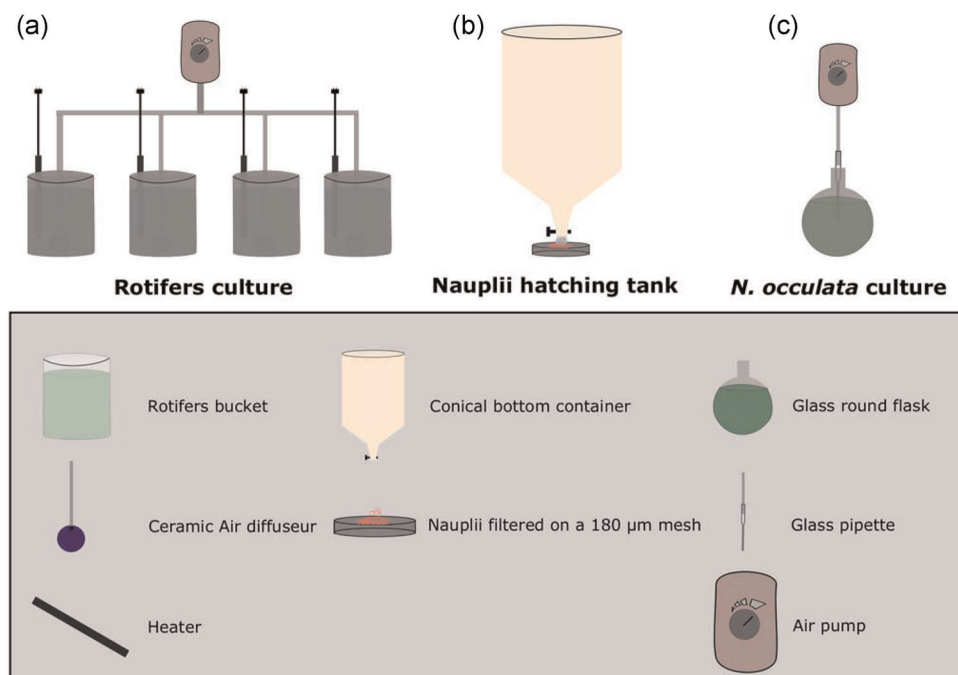 (a)
(b)
(c)
Rotifers culture
Nauplii hatching tank
N. occulata culture
Rotifers bucket
Conical bottom container
Glass round flask
Ceramic Air diffuseur
Nauplii filtered on a 180 µm mesh
Glass pipette
Heater
Air pump